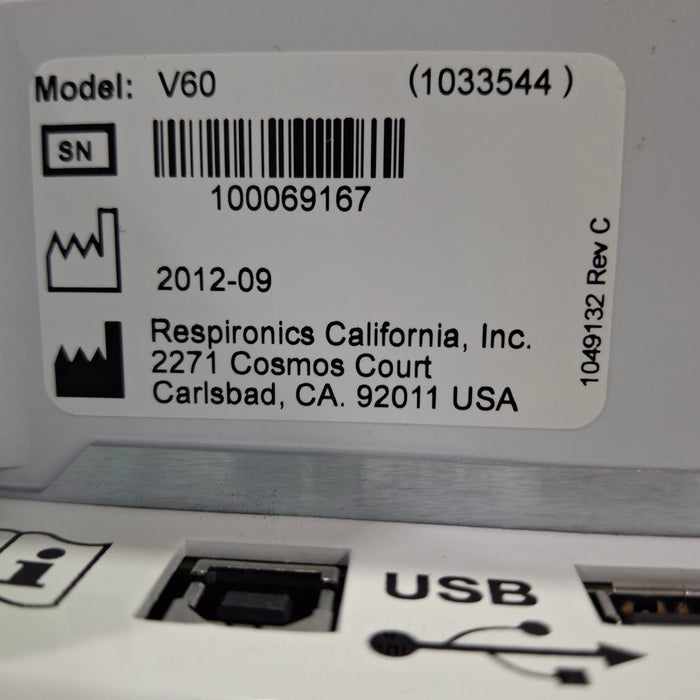 Model: V60 (1033544 )
SN
100069167
2012-09
Respironics California, Inc.
2271 Cosmos Court
Carlsbad, CA. 92011 USA
1049132 Rev C
i
USB